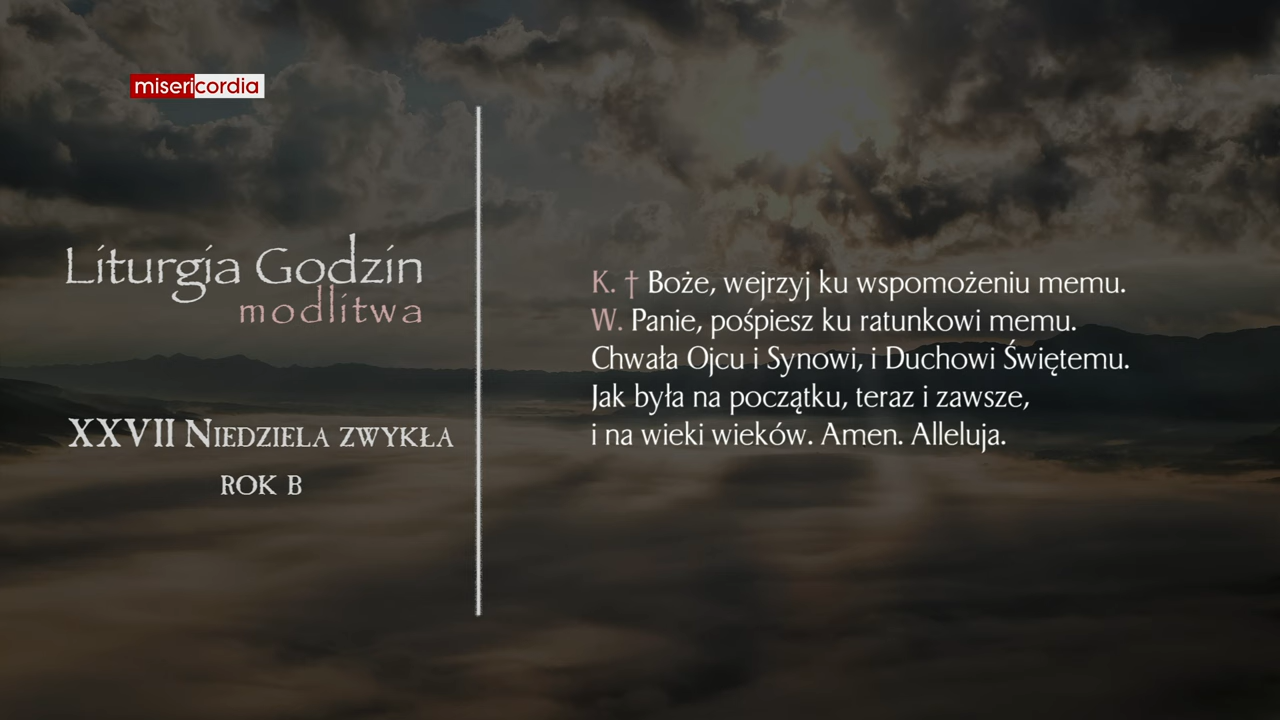 misericordia
Liturgia Godzin
modlitwa
XXVII Niedziela zwykła
rok B
K. † Boże, wejrzyj ku wspomożeniu memu.
W. Panie, pośpiesz ku ratunkowi memu.
Chwała Ojcu i Synowi, i Duchowi Świętemu.
Jak była na początku, teraz i zawsze,
i na wieki wieków. Amen. Alleluja.